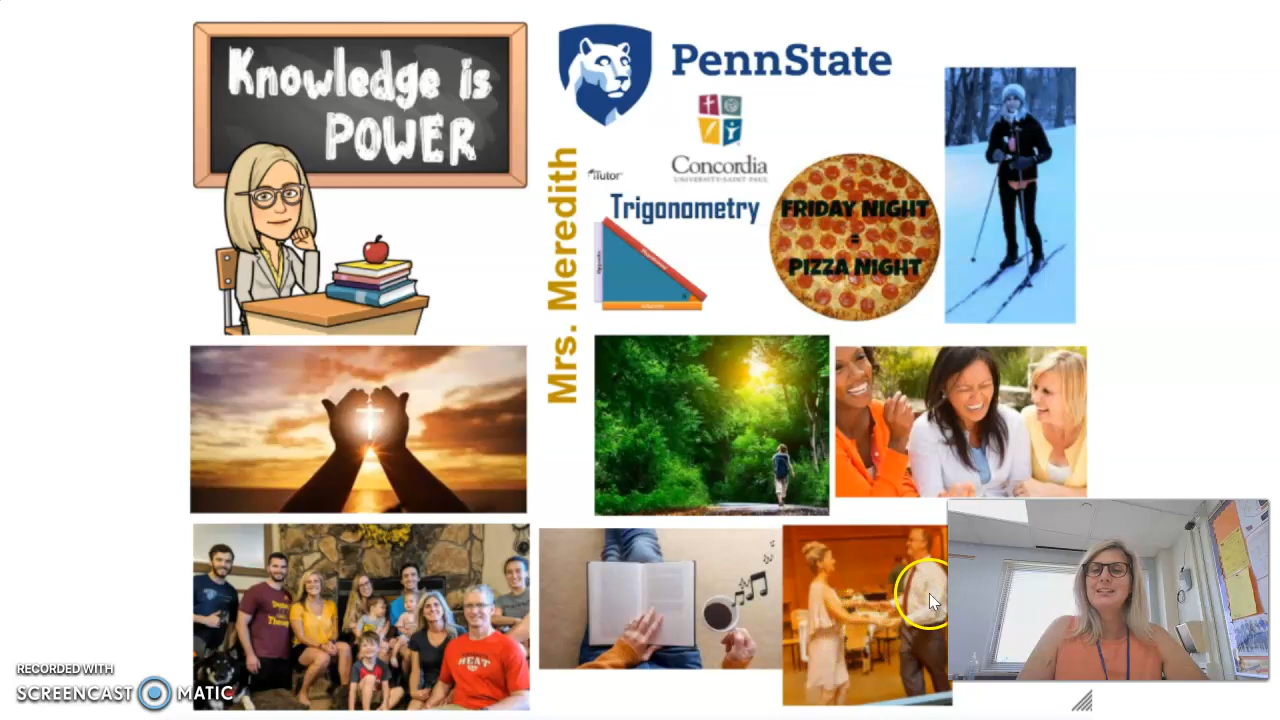 Knowledge is
POWER
PennState
Concordia
UNIVERSITY·SAINT PAUL
iTutor
Trigonometry
Mrs. Meredith
FRIDAY NIGHT
=
PIZZA NIGHT
HEAT
RECORDED WITH
SCREENCAST MATIC